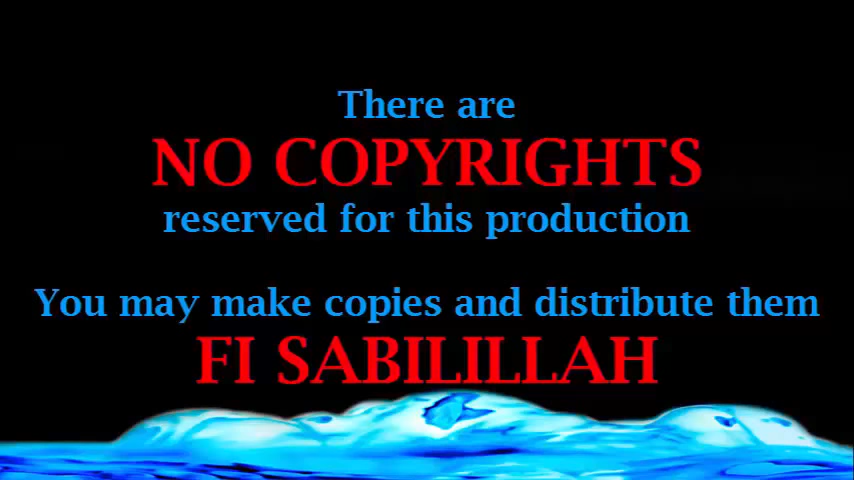 There are
NO COPYRIGHTS
reserved for this production
You may make copies and distribute them
FI SABILILLAH